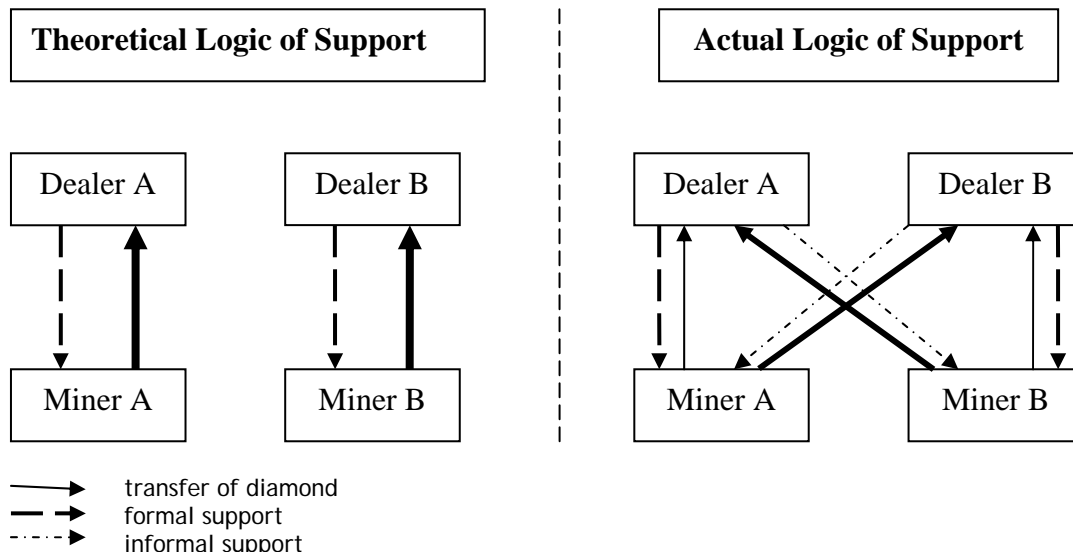 Theoretical Logic of Support
Actual Logic of Support
Dealer A
Dealer B
Dealer A
Dealer B
Miner A
Miner B
Miner A
Miner B
transfer of diamond
formal support
informal support